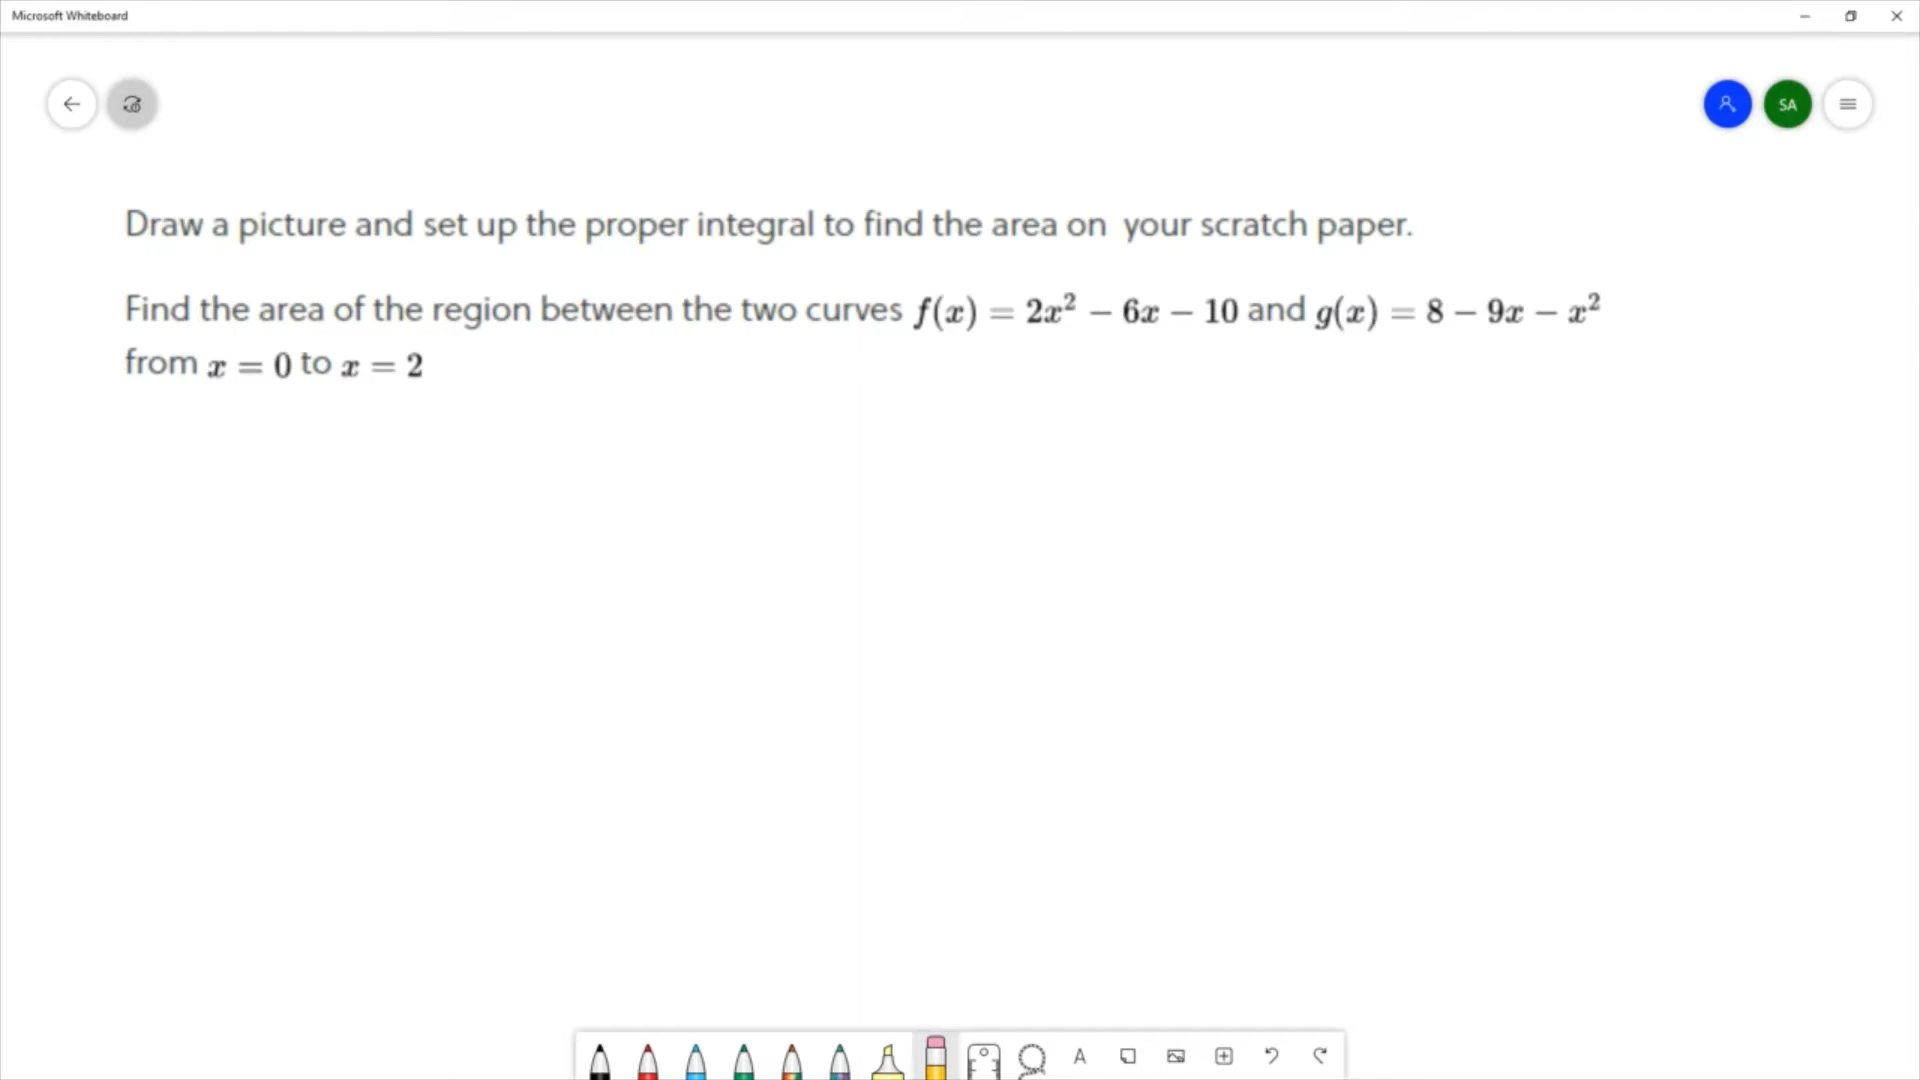 Microsoft Whiteboard
SA
Draw a picture and set up the proper integral to find the area on your scratch paper.
Find the area of the region between the two curves f(x) = 2x² − 6x − 10 and g(x) = 8 − 9x − x²
from x = 0 to x = 2
A